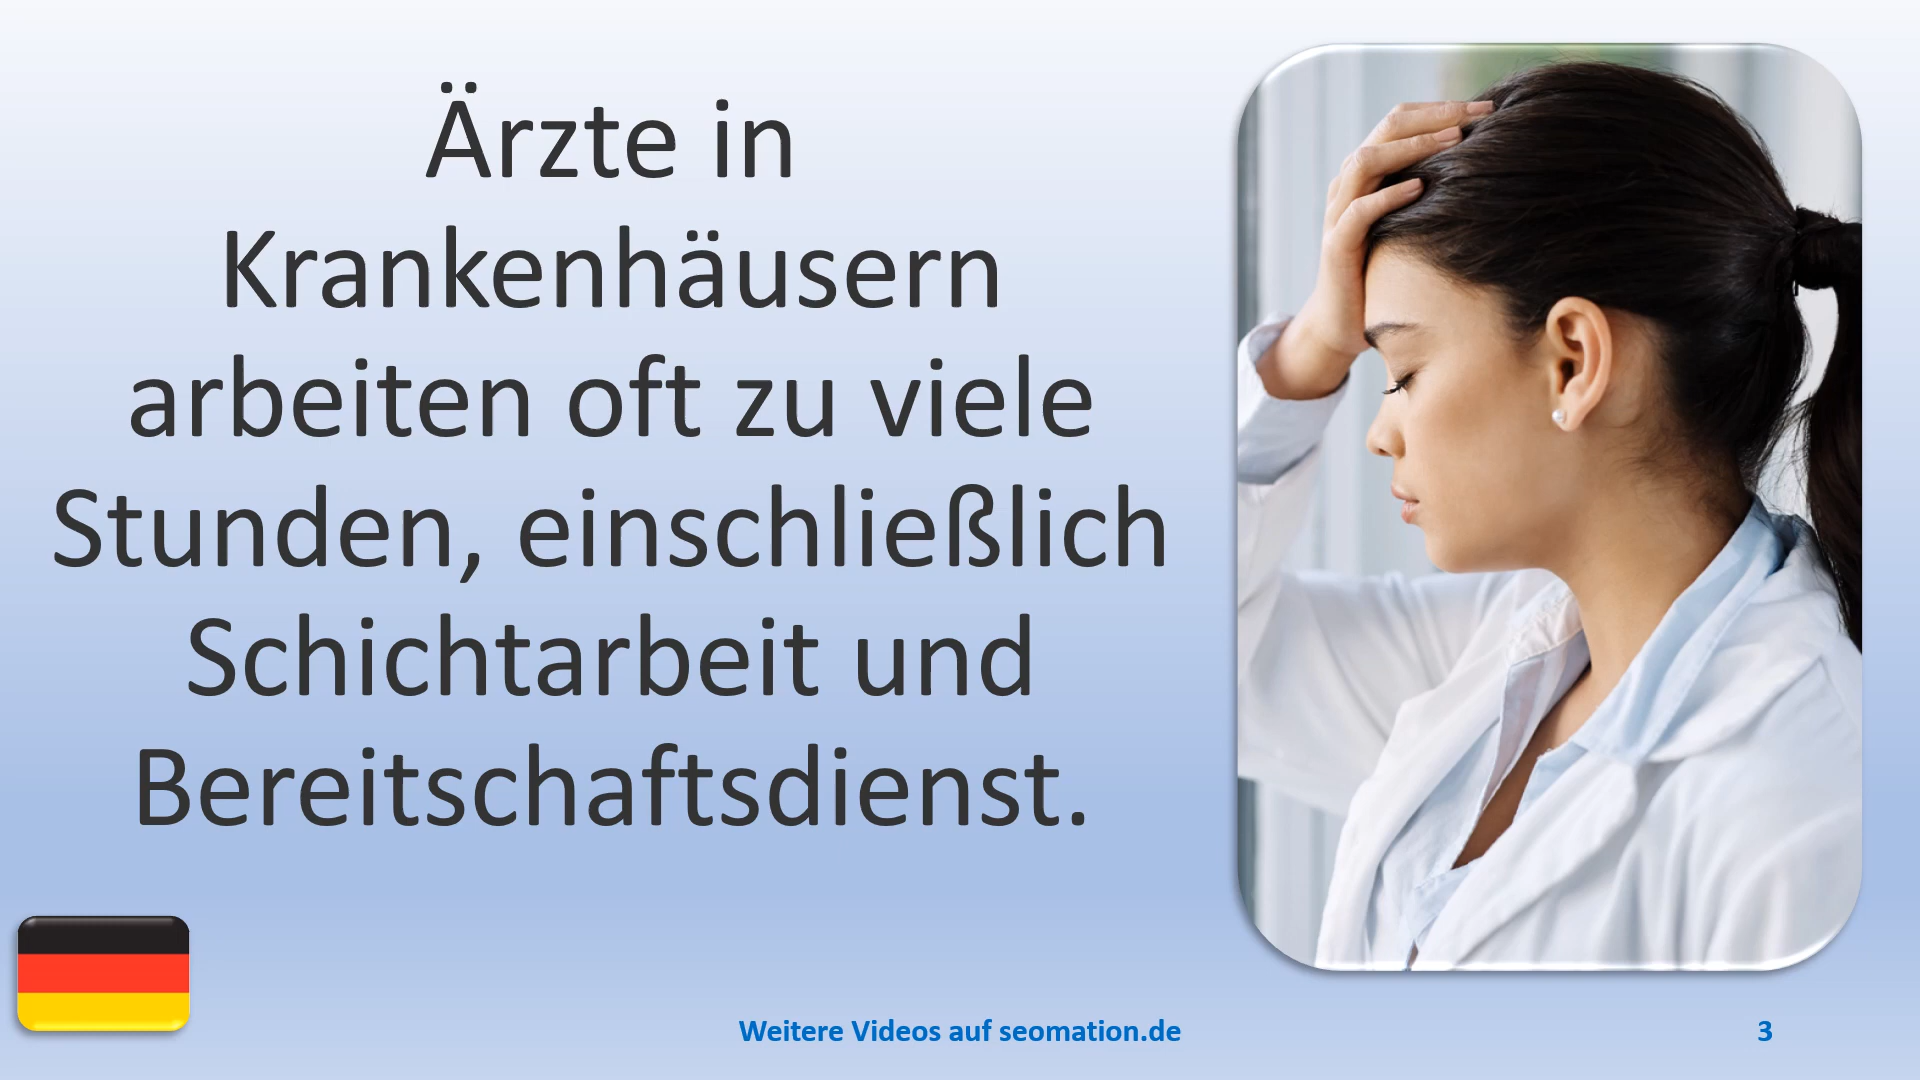 Ärzte in
Krankenhäusern
arbeiten oft zu viele
Stunden, einschließlich
Schichtarbeit und
Bereitschaftsdienst.
Weitere Videos auf seomation.de
3